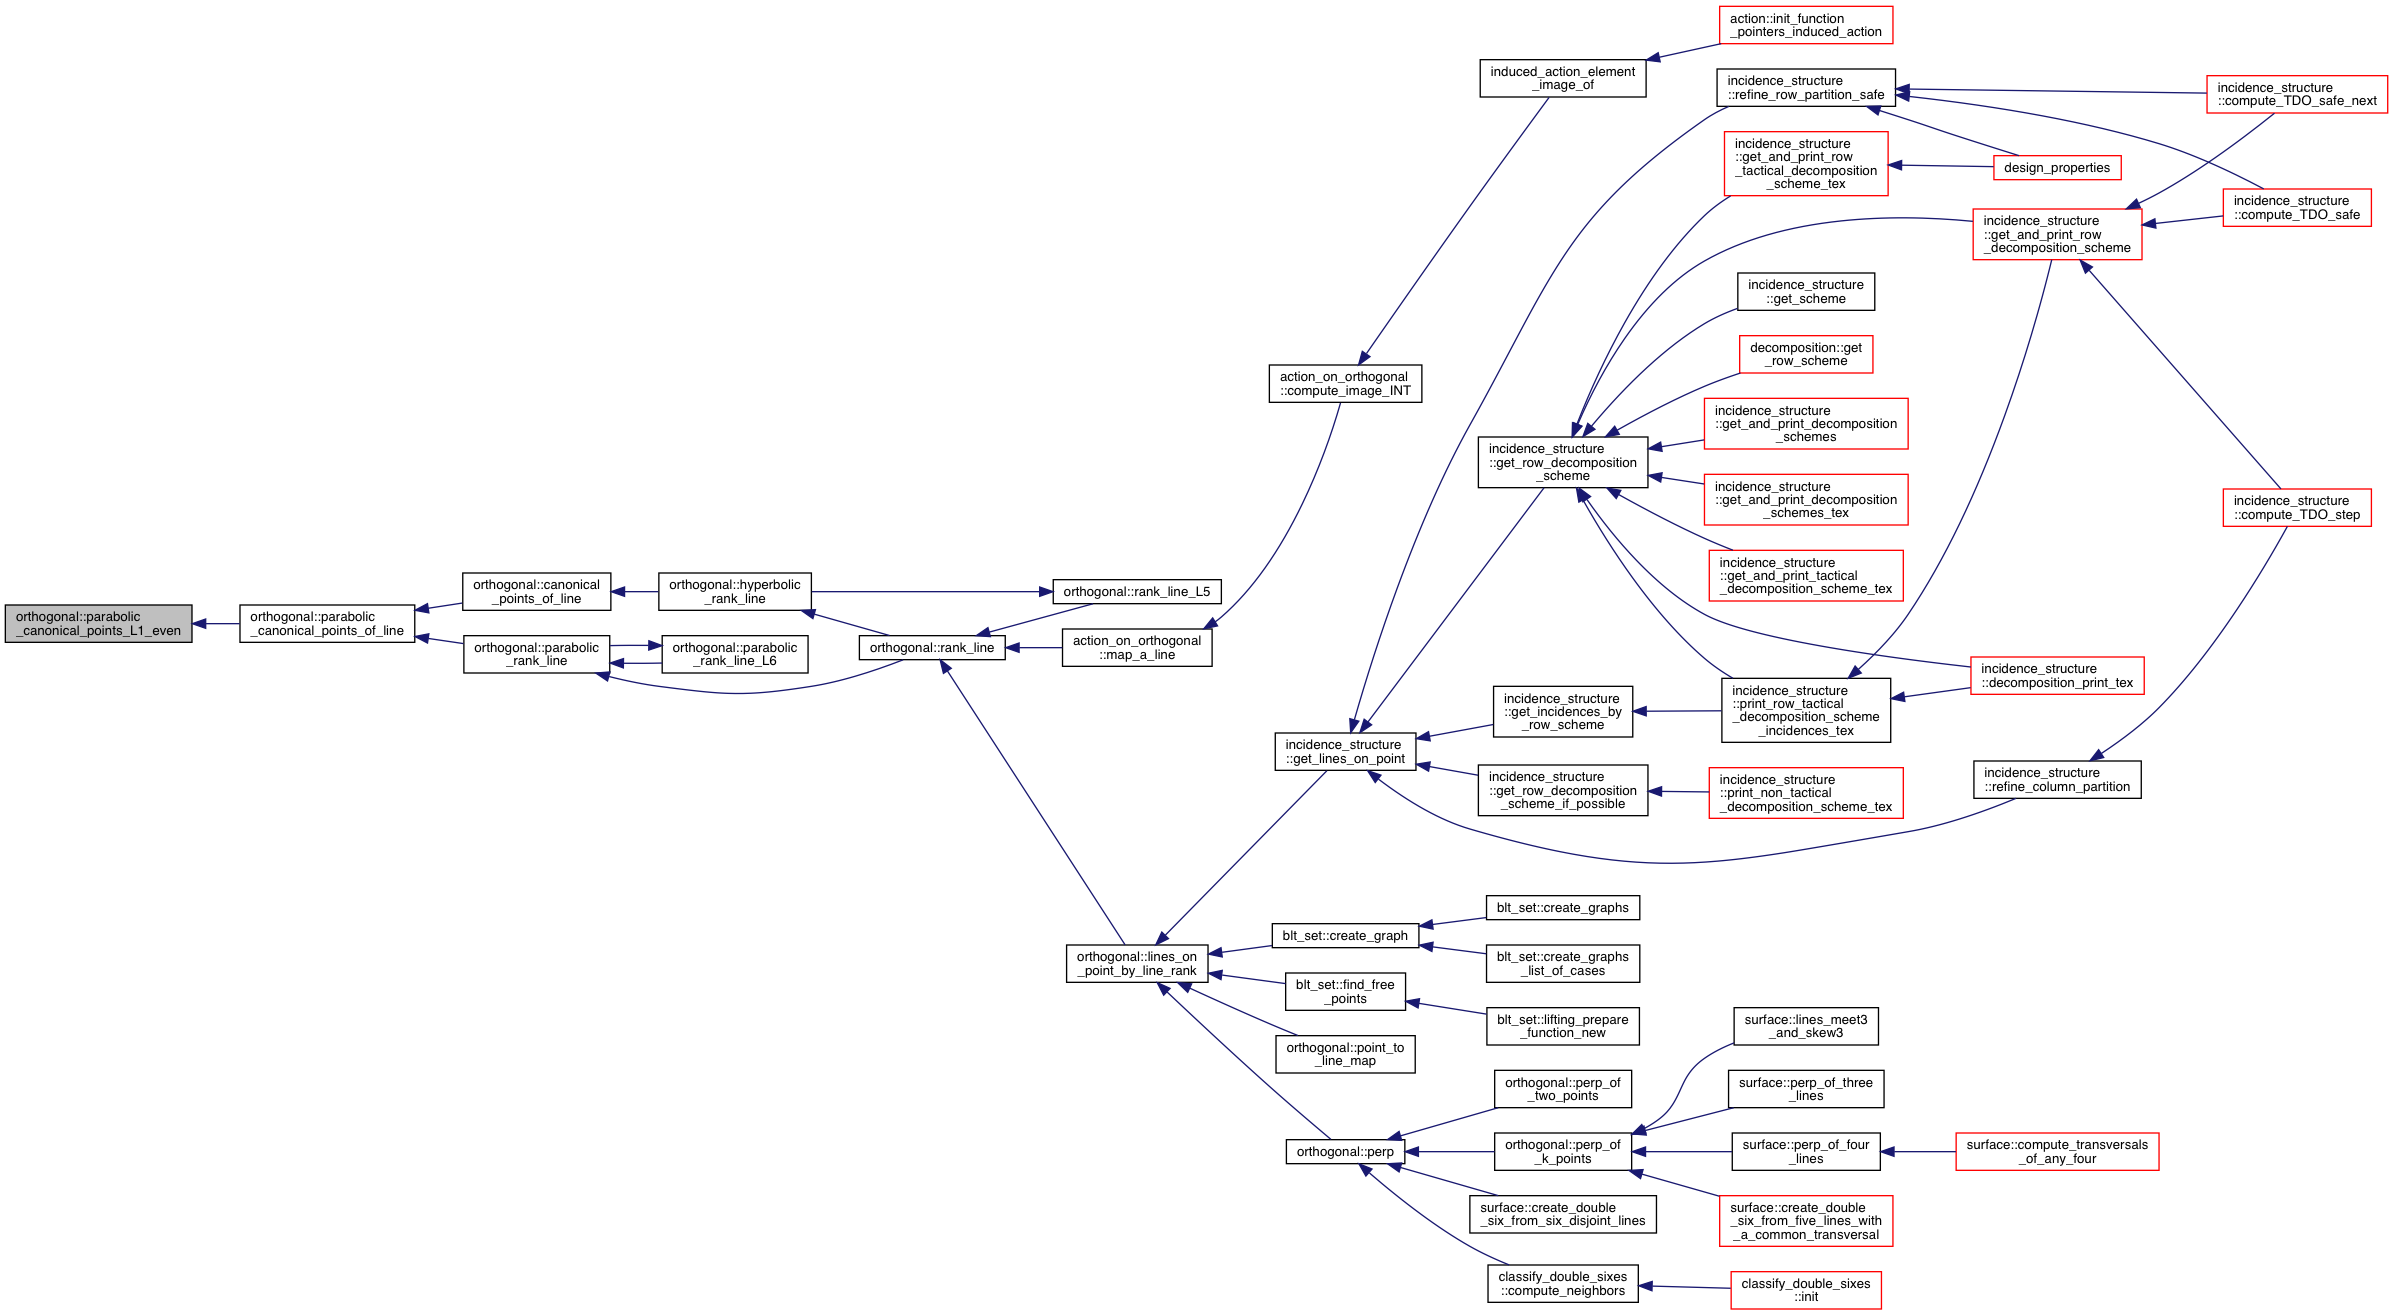 orthogonal::parabolic
_canonical_points_L1_even
orthogonal::parabolic
_canonical_points_of_line
orthogonal::canonical
_points_of_line
orthogonal::parabolic
_rank_line
orthogonal::hyperbolic
_rank_line
orthogonal::parabolic
_rank_line_L6
orthogonal::rank_line
orthogonal::rank_line_L5
action_on_orthogonal
::map_a_line
orthogonal::lines_on
_point_by_line_rank
action_on_orthogonal
::compute_image_INT
induced_action_element
_image_of
action::init_function
_pointers_induced_action
incidence_structure
::get_lines_on_point
incidence_structure
::refine_row_partition_safe
incidence_structure
::get_and_print_row
_tactical_decomposition
_scheme_tex
incidence_structure
::get_scheme
decomposition::get
_row_scheme
incidence_structure
::get_and_print_decomposition
_schemes
incidence_structure
::get_row_decomposition
_scheme
incidence_structure
::get_and_print_decomposition
_schemes_tex
incidence_structure
::get_and_print_tactical
_decomposition_scheme_tex
incidence_structure
::get_incidences_by
_row_scheme
incidence_structure
::print_row_tactical
_decomposition_scheme
_incidences_tex
incidence_structure
::get_row_decomposition
_scheme_if_possible
incidence_structure
::print_non_tactical
_decomposition_scheme_tex
incidence_structure
::compute_TDO_safe_next
design_properties
incidence_structure
::compute_TDO_safe
incidence_structure
::get_and_print_row
_decomposition_scheme
incidence_structure
::compute_TDO_step
incidence_structure
::decomposition_print_tex
incidence_structure
::refine_column_partition
blt_set::create_graph
blt_set::create_graphs
blt_set::create_graphs
_list_of_cases
blt_set::find_free
_points
blt_set::lifting_prepare
_function_new
orthogonal::point_to
_line_map
orthogonal::perp
orthogonal::perp_of
_two_points
orthogonal::perp_of
_k_points
surface::lines_meet3
_and_skew3
surface::perp_of_three
_lines
surface::perp_of_four
_lines
surface::compute_transversals
_of_any_four
surface::create_double
_six_from_six_disjoint_lines
surface::create_double
_six_from_five_lines_with
_a_common_transversal
classify_double_sixes
::compute_neighbors
classify_double_sixes
::init